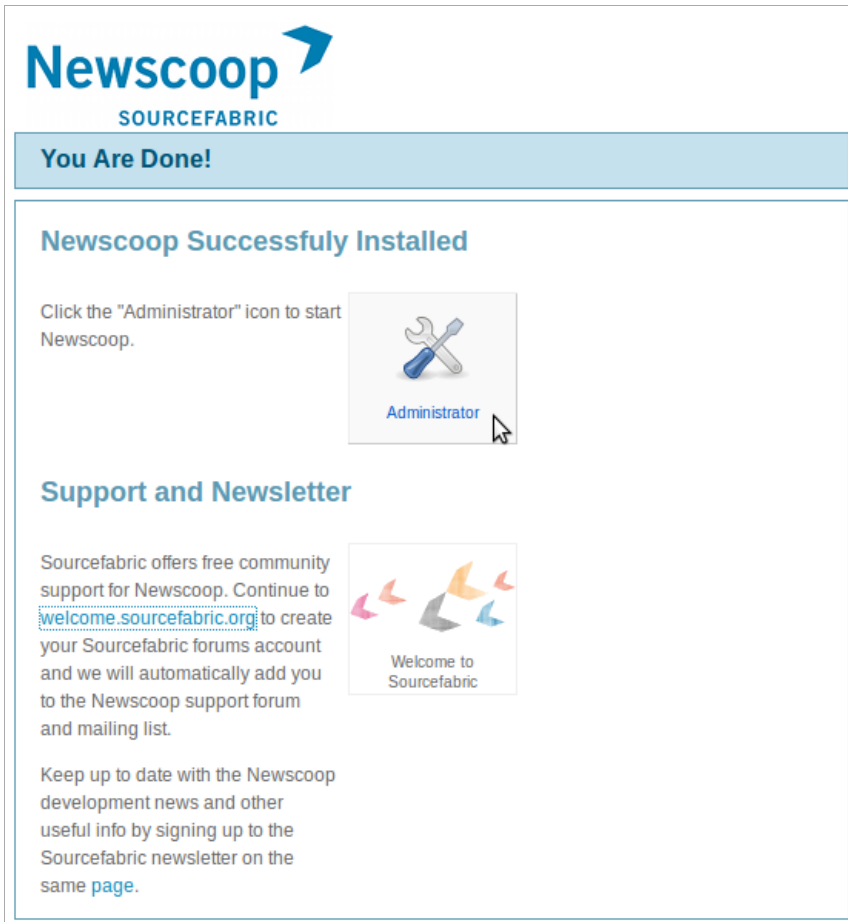 Newscoop
SOURCEFABRIC
You Are Done!
Newscoop Successfuly Installed
Click the "Administrator" icon to start
Newscoop.
Administrator
Support and Newsletter
Sourcefabric offers free community
support for Newscoop. Continue to
welcome.sourcefabric.org to create
your Sourcefabric forums account
and we will automatically add you
to the Newscoop support forum
and mailing list.
Welcome to
Sourcefabric
Keep up to date with the Newscoop
development news and other
useful info by signing up to the
Sourcefabric newsletter on the
same page.